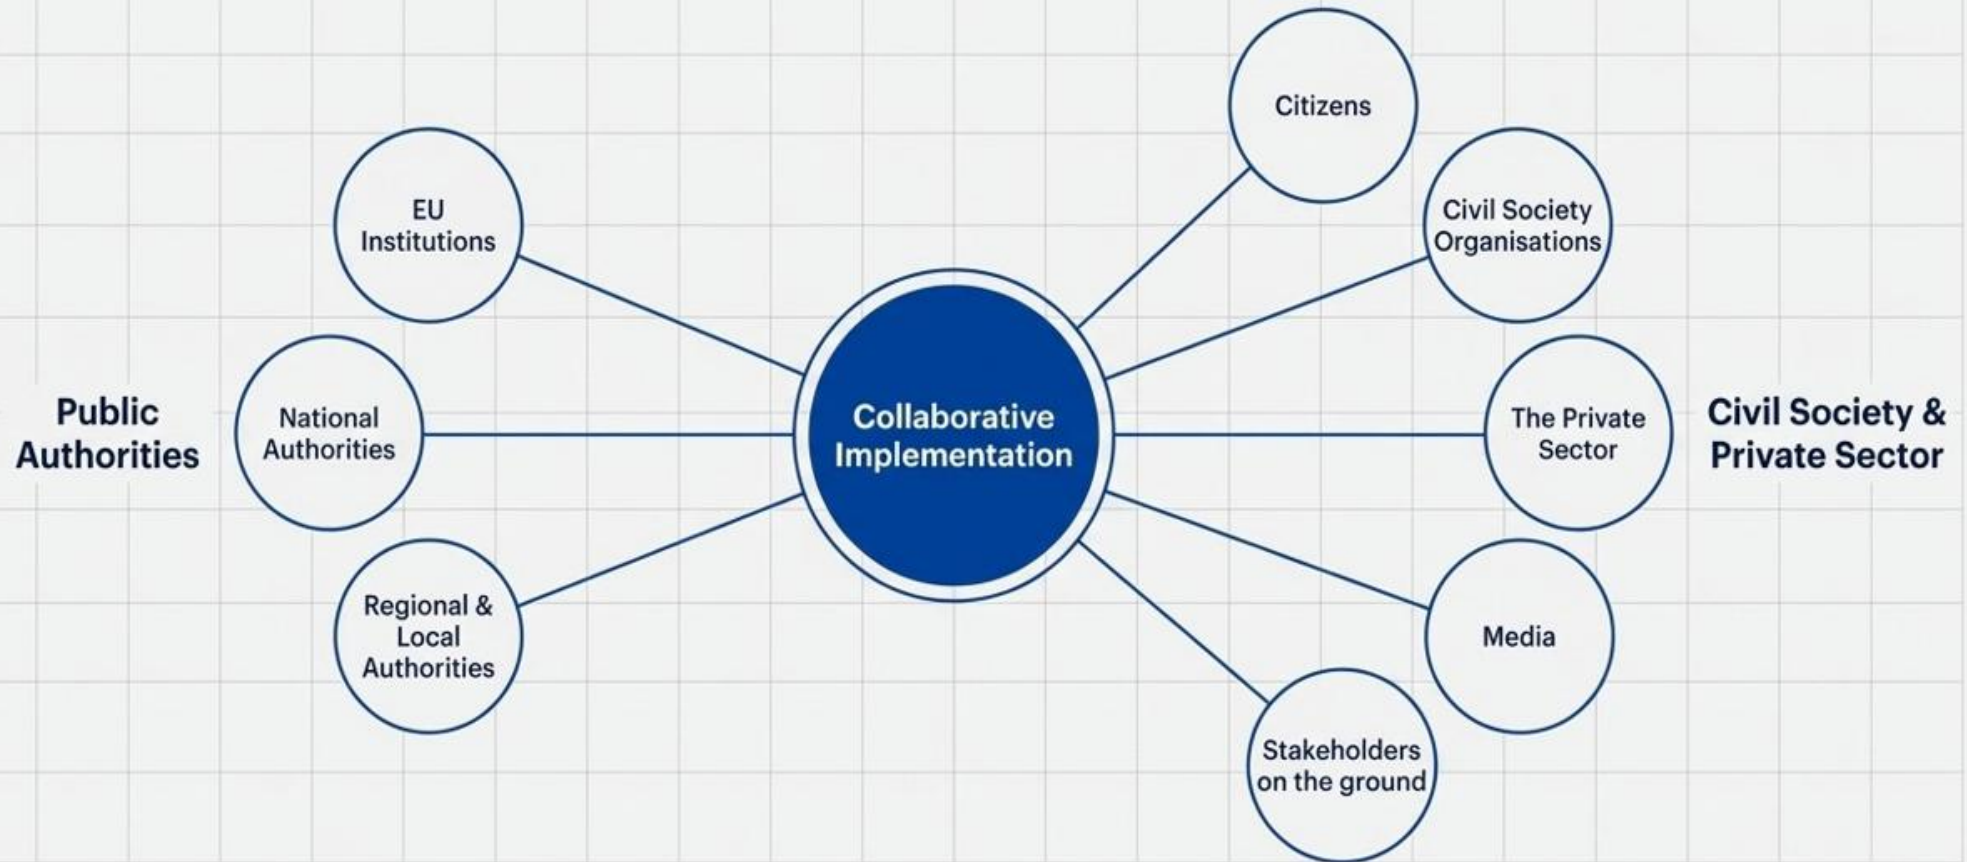 Public
Authorities
EU
Institutions
National
Authorities
Regional &
Local
Authorities
Collaborative
Implementation
Citizens
Civil Society
Organisations
The Private
Sector
Media
Stakeholders
on the ground
Civil Society &
Private Sector